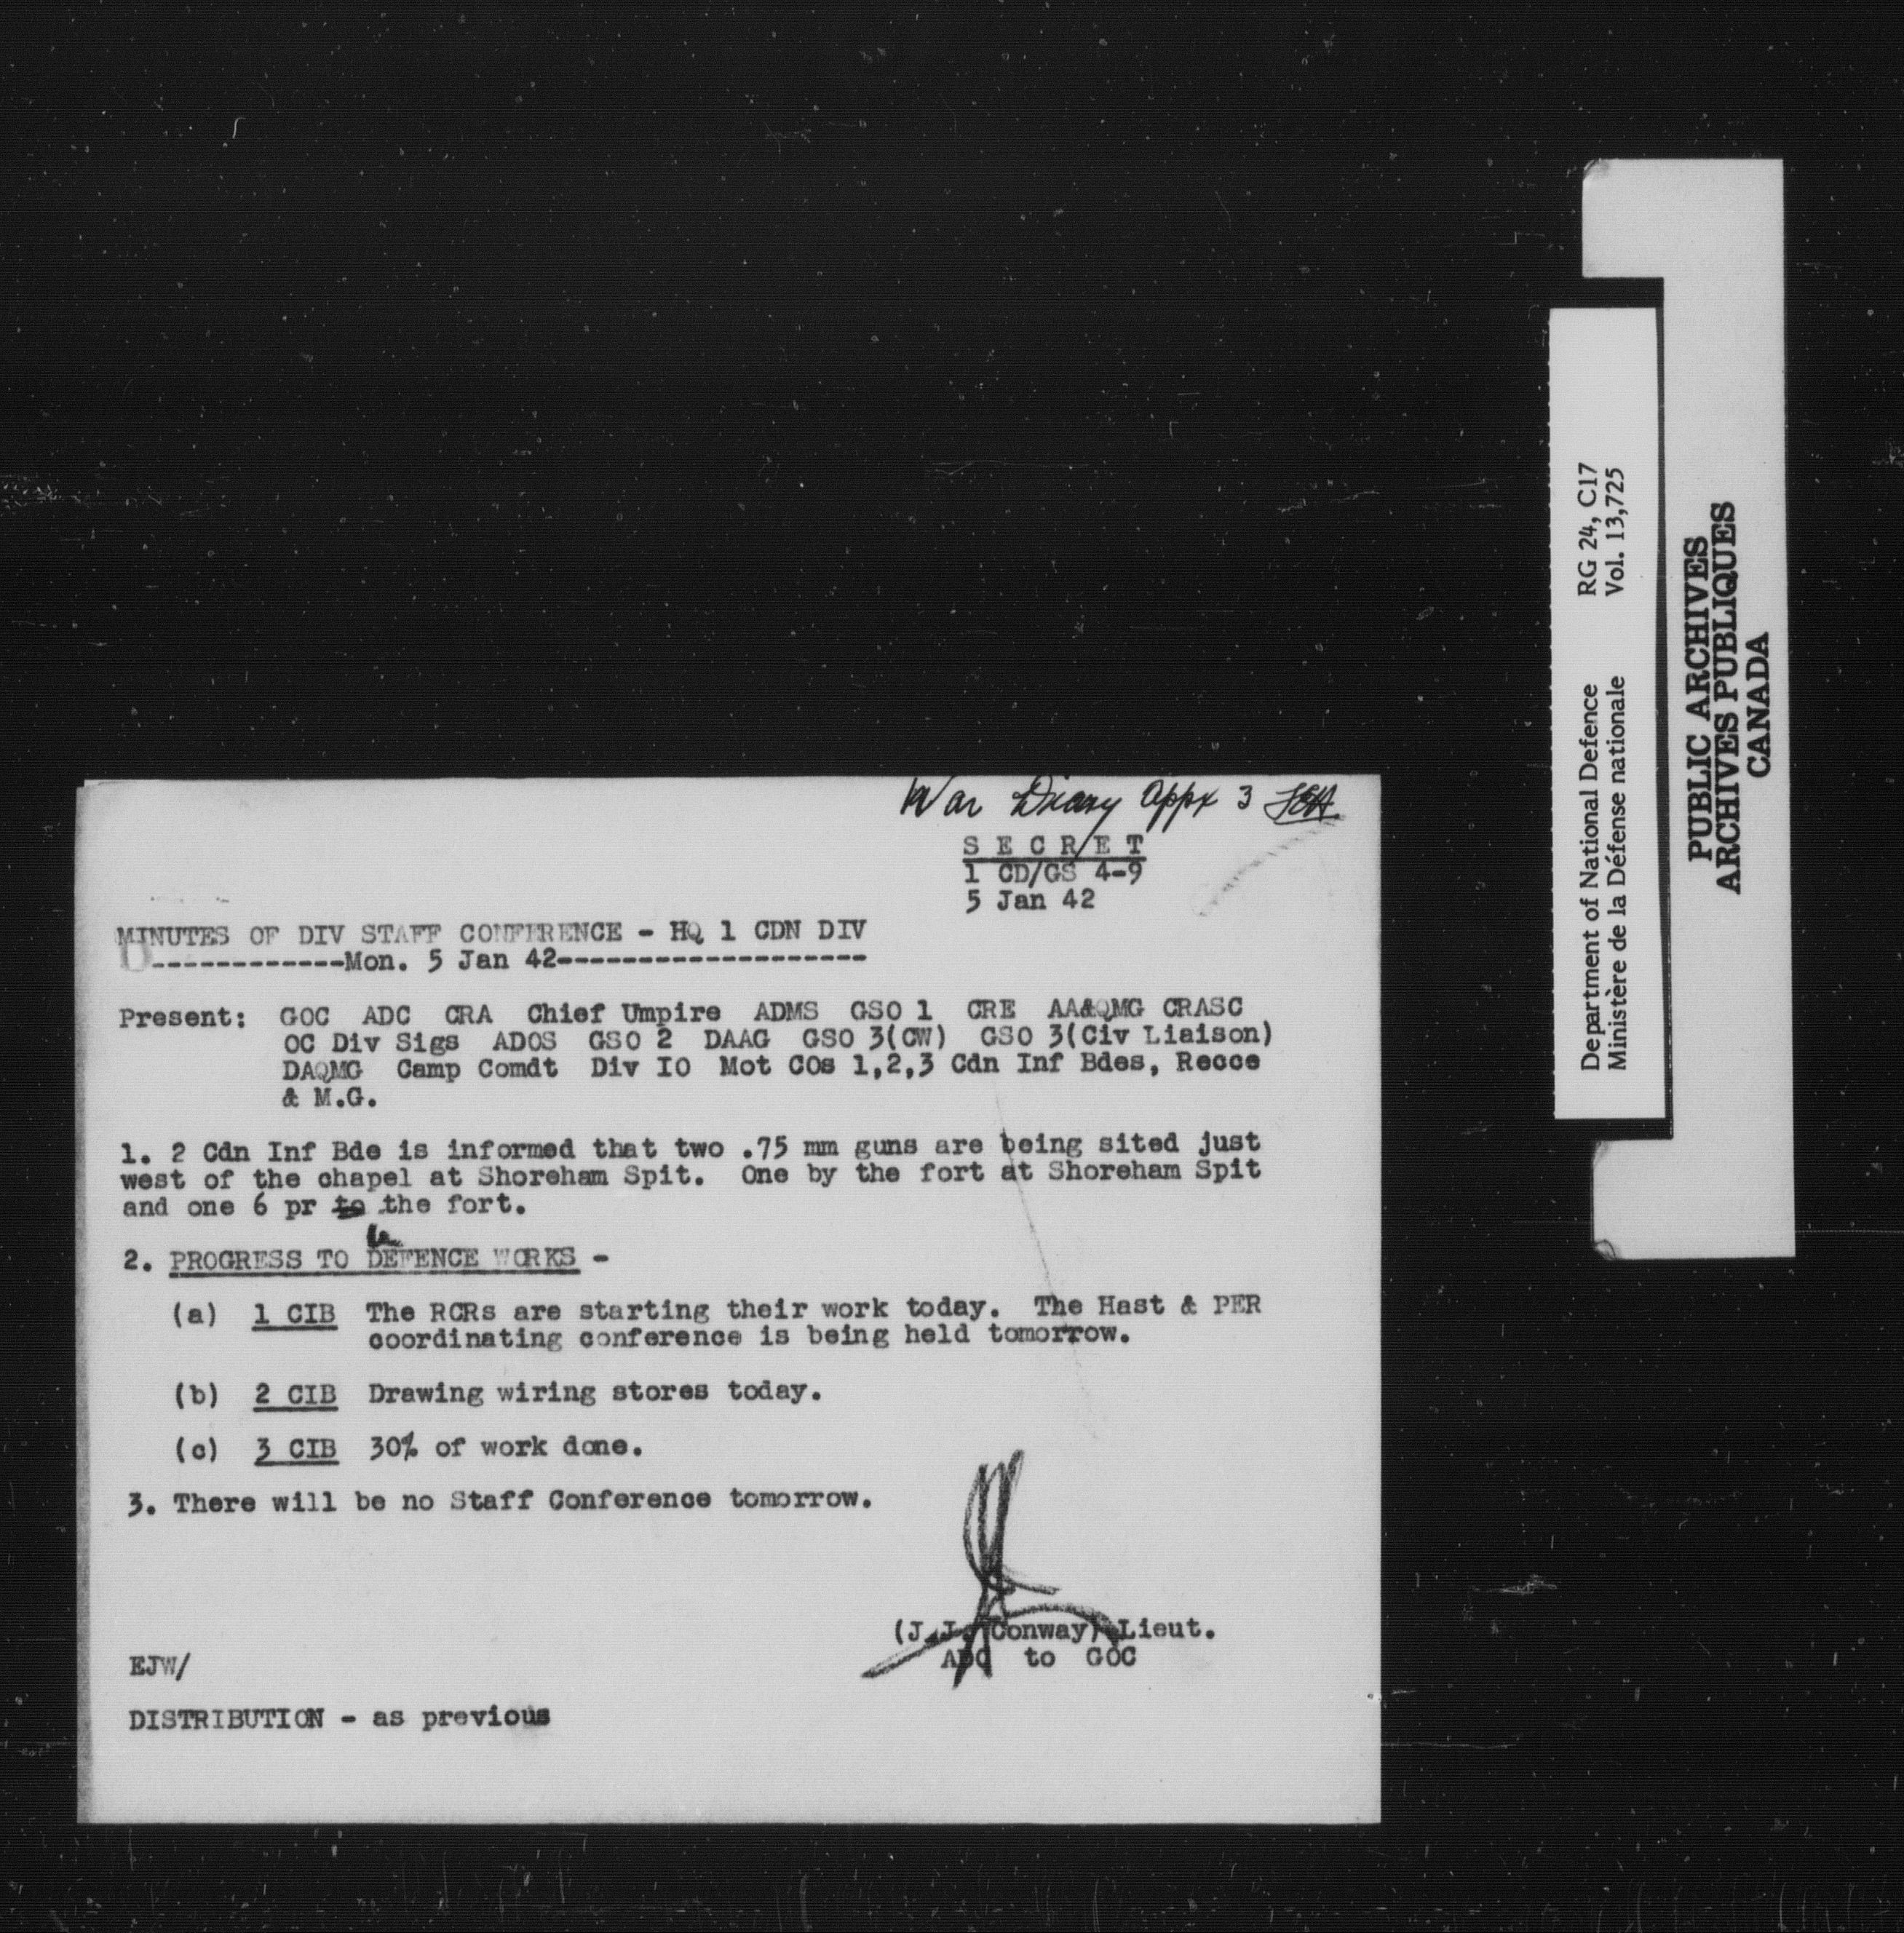 War Diary Appx 3
SECRET
1 CD/GS 4-9
5 Jan 42
MINUTES OF DIV STAFF CONFERENCE - HQ 1 CDN DIV
------------Mon. 5 Jan 42-------------------
Present: GOC ADC CRA Chief Umpire ADMS GSO 1 CRE AA&QMG CRASC
OC Div Sigs ADOS GSO 2 DAAG GSO 3(CW) GSO 3(Civ Liaison)
DAQMG Camp Comdt Div IO Mot COs 1,2,3 Cdn Inf Bdes, Recce
& M.G.
1. 2 Cdn Inf Bde is informed that two .75 mm guns are being sited just
west of the chapel at Shoreham Spit. One by the fort at Shoreham Spit
and one 6 pr to the fort.
2. PROGRESS TO DEFENCE WORKS -
(a) 1 CIB The RCRs are starting their work today. The Hast & PER
coordinating conference is being held tomorrow.
(b) 2 CIB Drawing wiring stores today.
(c) 3 CIB 30% of work done.
3. There will be no Staff Conference tomorrow.
(J.J. Conway) Lieut.
ADC to GOC
EJW/
DISTRIBUTION - as previous
Department of National Defence RG 24, C17
Ministère de la Défense nationale Vol. 13,725
PUBLIC ARCHIVES
ARCHIVES PUBLIQUES
CANADA